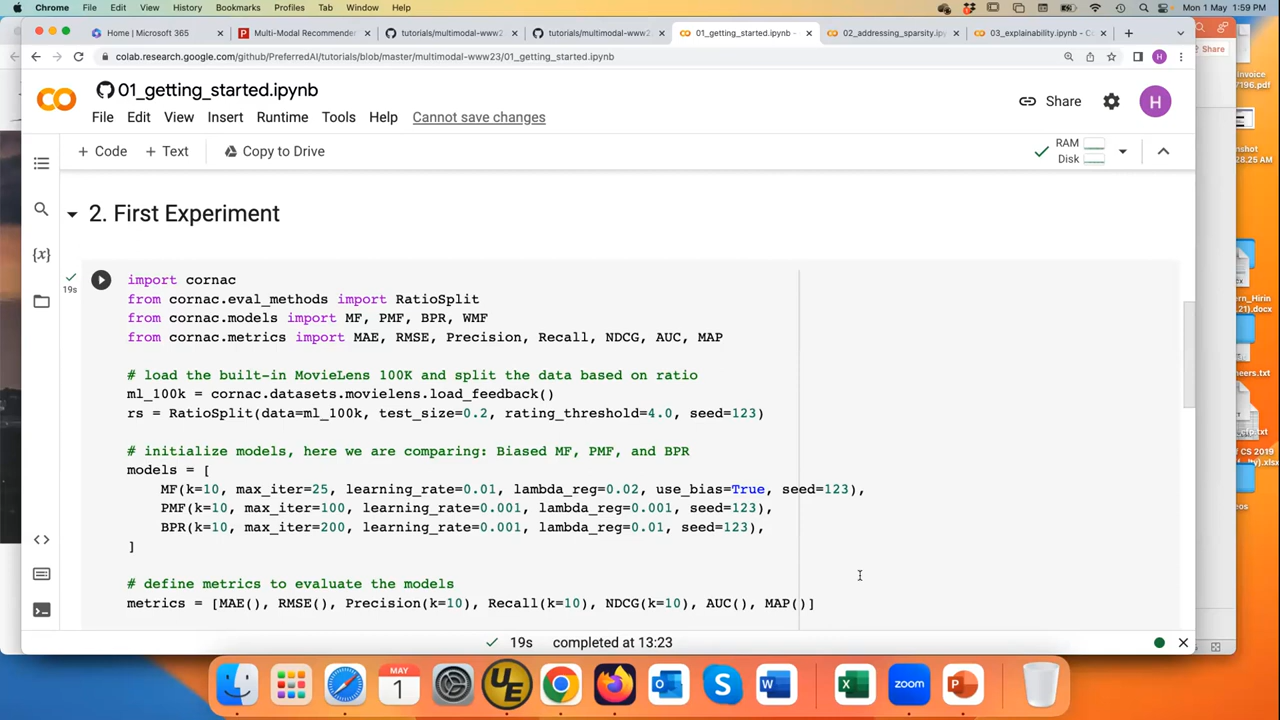 Chrome File Edit View History Bookmarks Profiles Tab Window Help Mon 1 May 1:59 PM
Home | Microsoft 365 Multi-Modal Recommender tutorials/multimodal-www2 tutorials/multimodal-www23/ 01_getting_started.ipynb - 02_addressing_sparsity.ipynb 03_explainability.ipynb - Co
colab.research.google.com/github/PreferredAI/tutorials/blob/master/multimodal-www23/01_getting_started.ipynb
Share
01_getting_started.ipynb
File Edit View Insert Runtime Tools Help Cannot save changes
Share
H
+ Code + Text Copy to Drive
RAM
Disk
2. First Experiment
19s
import cornac
from cornac.eval_methods import RatioSplit
from cornac.models import MF, PMF, BPR, WMF
from cornac.metrics import MAE, RMSE, Precision, Recall, NDCG, AUC, MAP
# load the built-in MovieLens 100K and split the data based on ratio
ml_100k = cornac.datasets.movielens.load_feedback()
rs = RatioSplit(data=ml_100k, test_size=0.2, rating_threshold=4.0, seed=123)
# initialize models, here we are comparing: Biased MF, PMF, and BPR
models = [
MF(k=10, max_iter=25, learning_rate=0.01, lambda_reg=0.02, use_bias=True, seed=123),
PMF(k=10, max_iter=100, learning_rate=0.001, lambda_reg=0.001, seed=123),
BPR(k=10, max_iter=200, learning_rate=0.001, lambda_reg=0.01, seed=123),
]
# define metrics to evaluate the models
metrics = [MAE(), RMSE(), Precision(k=10), Recall(k=10), NDCG(k=10), AUC(), MAP()]
19s completed at 13:23
MAY
1
UE
zoom